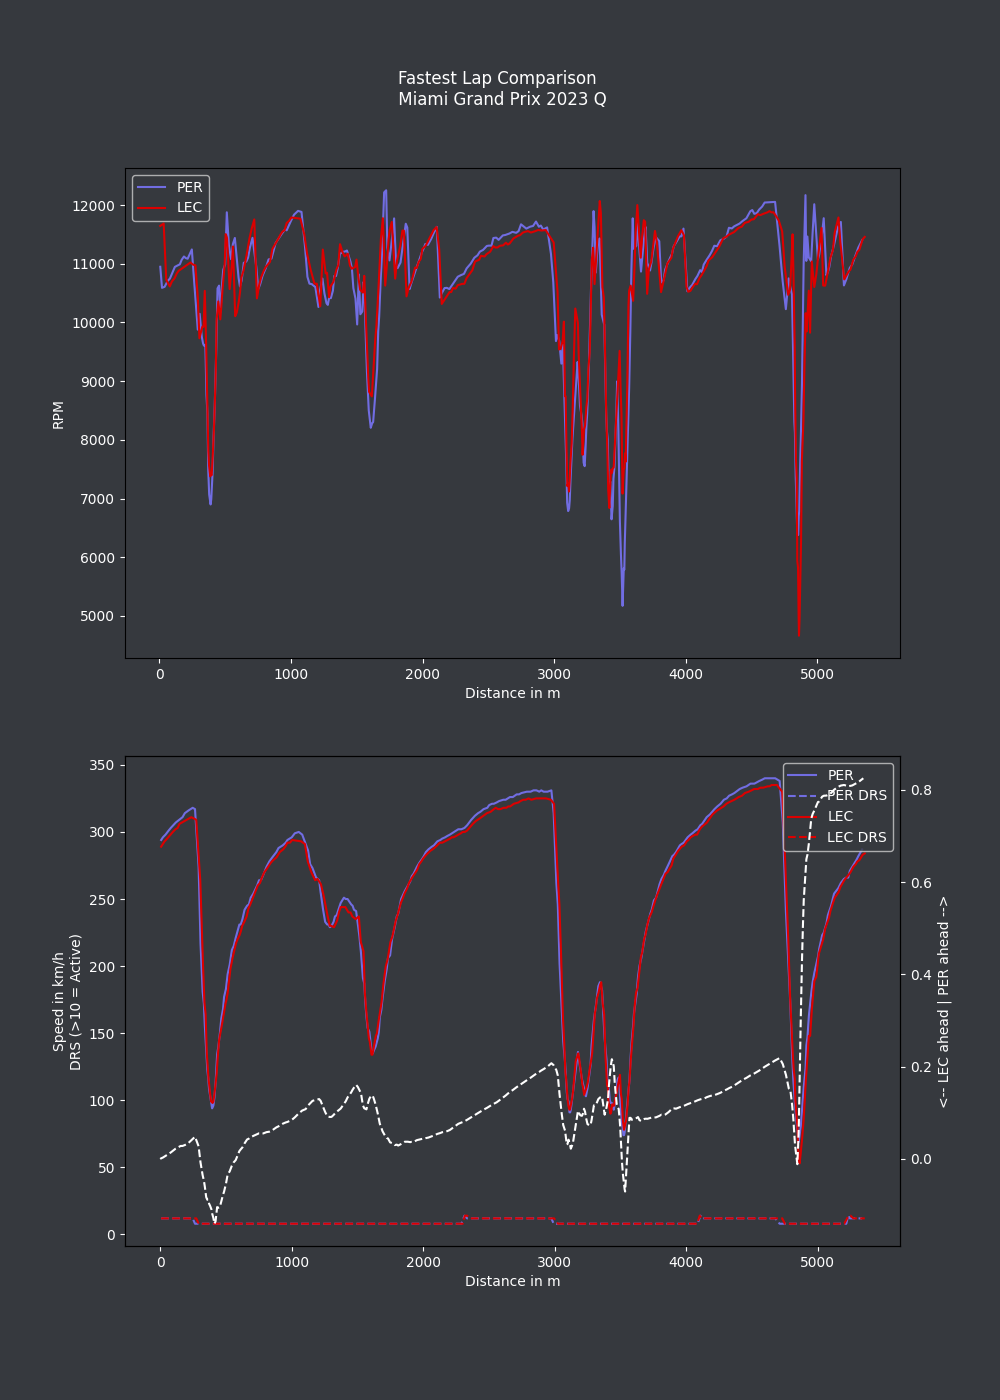 Fastest Lap Comparison
Miami Grand Prix 2023 Q
PER
LEC
12000
11000
10000
9000
8000
7000
6000
5000
RPM
0 1000 2000 3000 4000 5000
Distance in m
PER
PER DRS
LEC
LEC DRS
350
300
250
200
150
100
50
0
Speed in km/h
DRS (>10 = Active)
0.8
0.6
0.4
0.2
0.0
<-- LEC ahead | PER ahead -->
0 1000 2000 3000 4000 5000
Distance in m